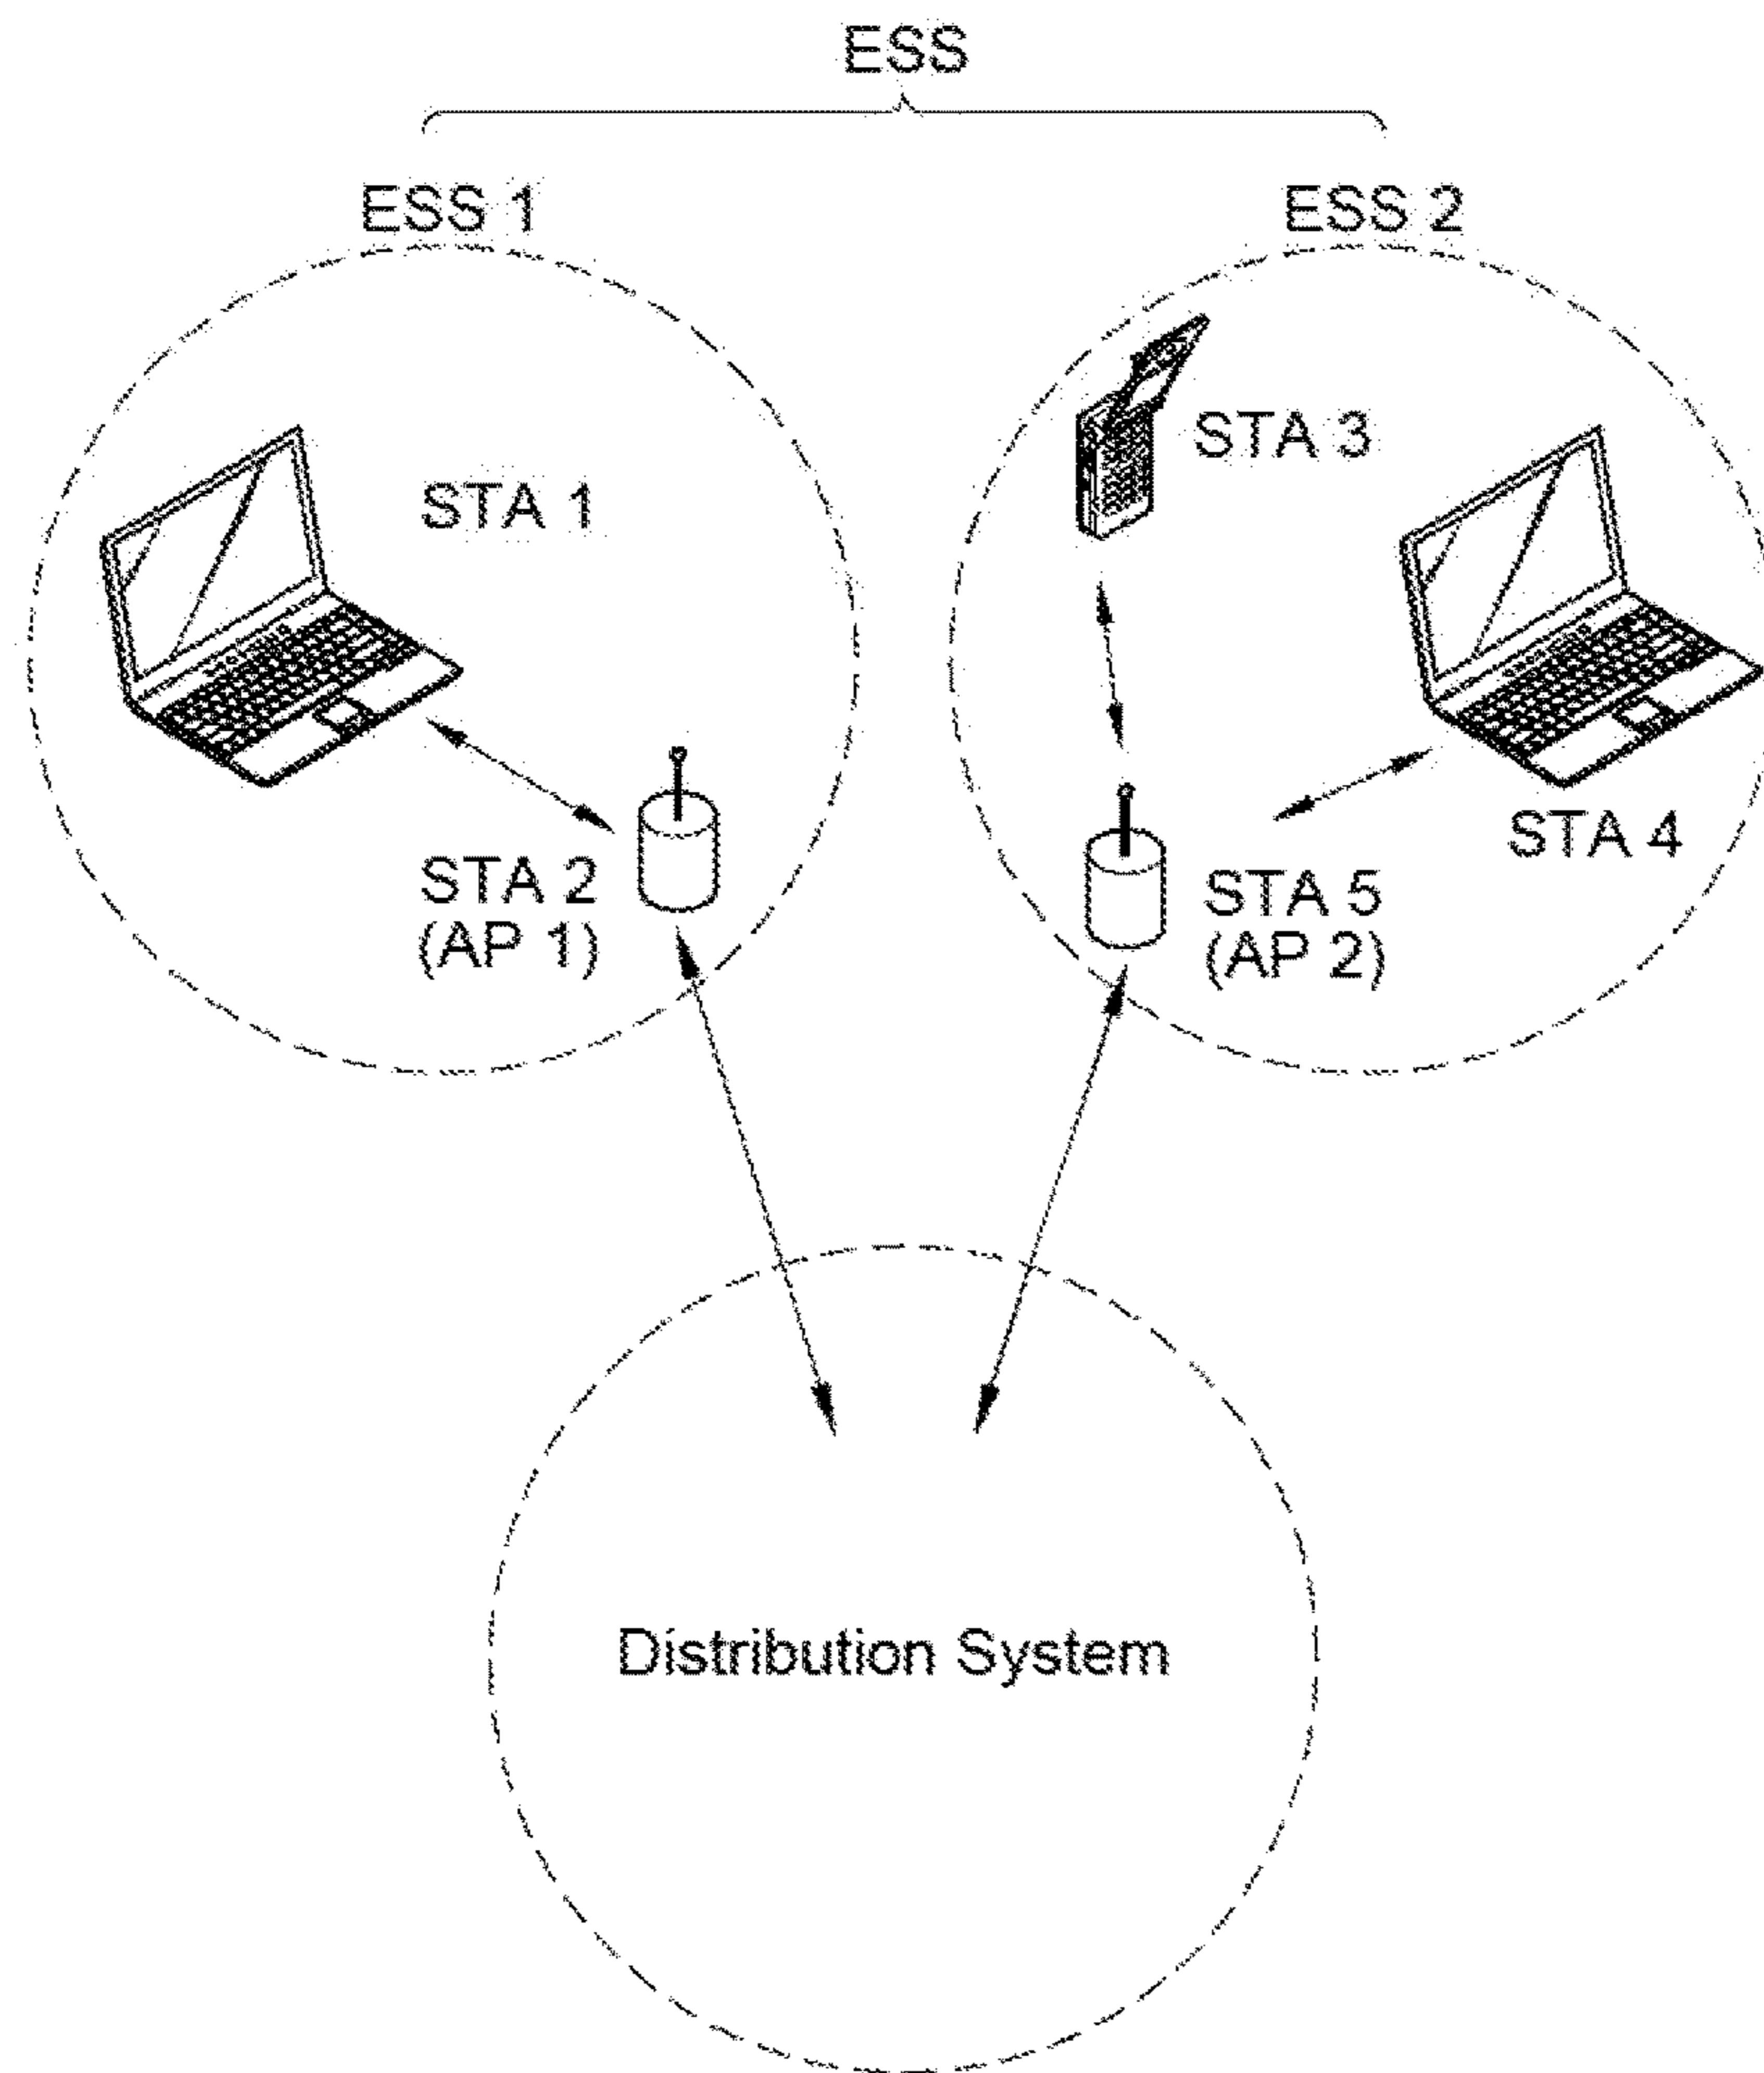 ESS
ESS 1
ESS 2
STA 1
STA 3
STA 4
STA 2
(AP 1)
STA 5
(AP 2)
Distribution System